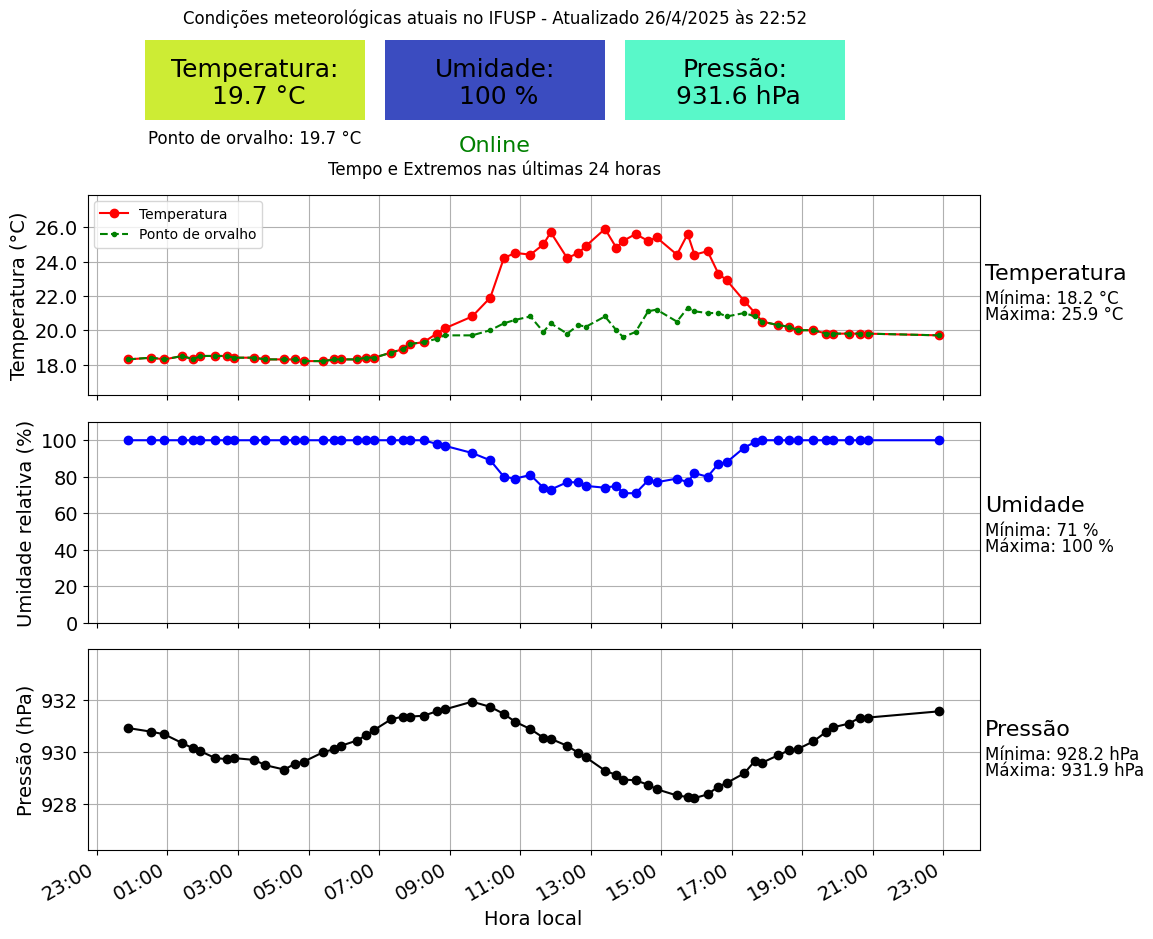 Condições meteorológicas atuais no IFUSP - Atualizado 26/4/2025 às 22:52
Temperatura:
19.7 °C
Umidade:
100 %
Pressão:
931.6 hPa
Ponto de orvalho: 19.7 °C
Online
Tempo e Extremos nas últimas 24 horas
Temperatura (°C)
26.0
24.0
22.0
20.0
18.0
Temperatura
Ponto de orvalho
Temperatura
Mínima: 18.2 °C
Máxima: 25.9 °C
Umidade relativa (%)
100
80
60
40
20
0
Umidade
Mínima: 71 %
Máxima: 100 %
Pressão (hPa)
932
930
928
Pressão
Mínima: 928.2 hPa
Máxima: 931.9 hPa
23:00
01:00
03:00
05:00
07:00
09:00
11:00
13:00
15:00
17:00
19:00
21:00
23:00
Hora local